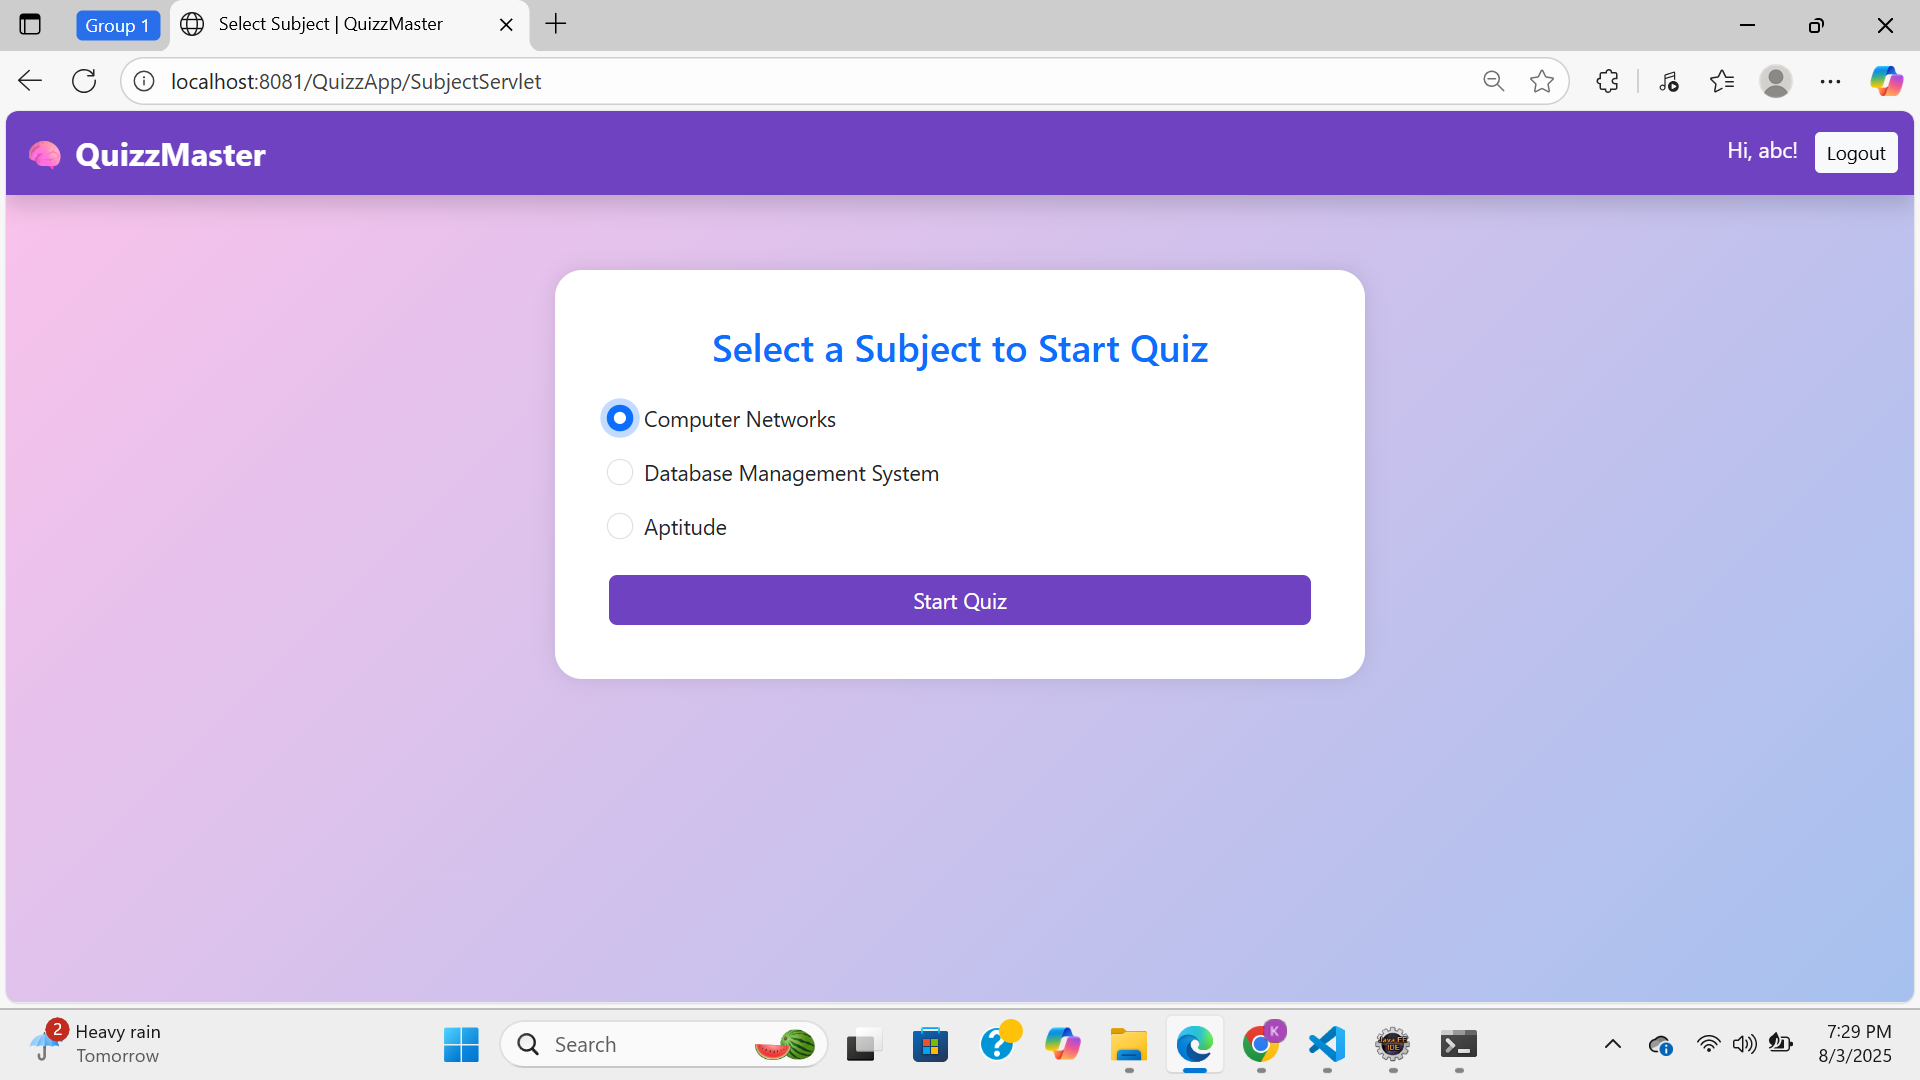 Group 1
Select Subject | QuizzMaster
localhost:8081/QuizzApp/SubjectServlet
QuizzMaster
Hi, abc!
Logout
Select a Subject to Start Quiz
Computer Networks
Database Management System
Aptitude
Start Quiz
2
Heavy rain
Tomorrow
Search
K
7:29 PM
8/3/2025